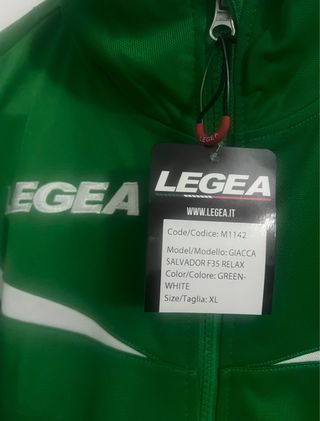 LEGEA
LEGEA
WWW.LEGEA.IT
Code/Codice: M1142
Model/Modello: GIACCA
SALVADOR F35 RELAX
Color/Colore: GREEN-
WHITE
Size/Taglia: XL